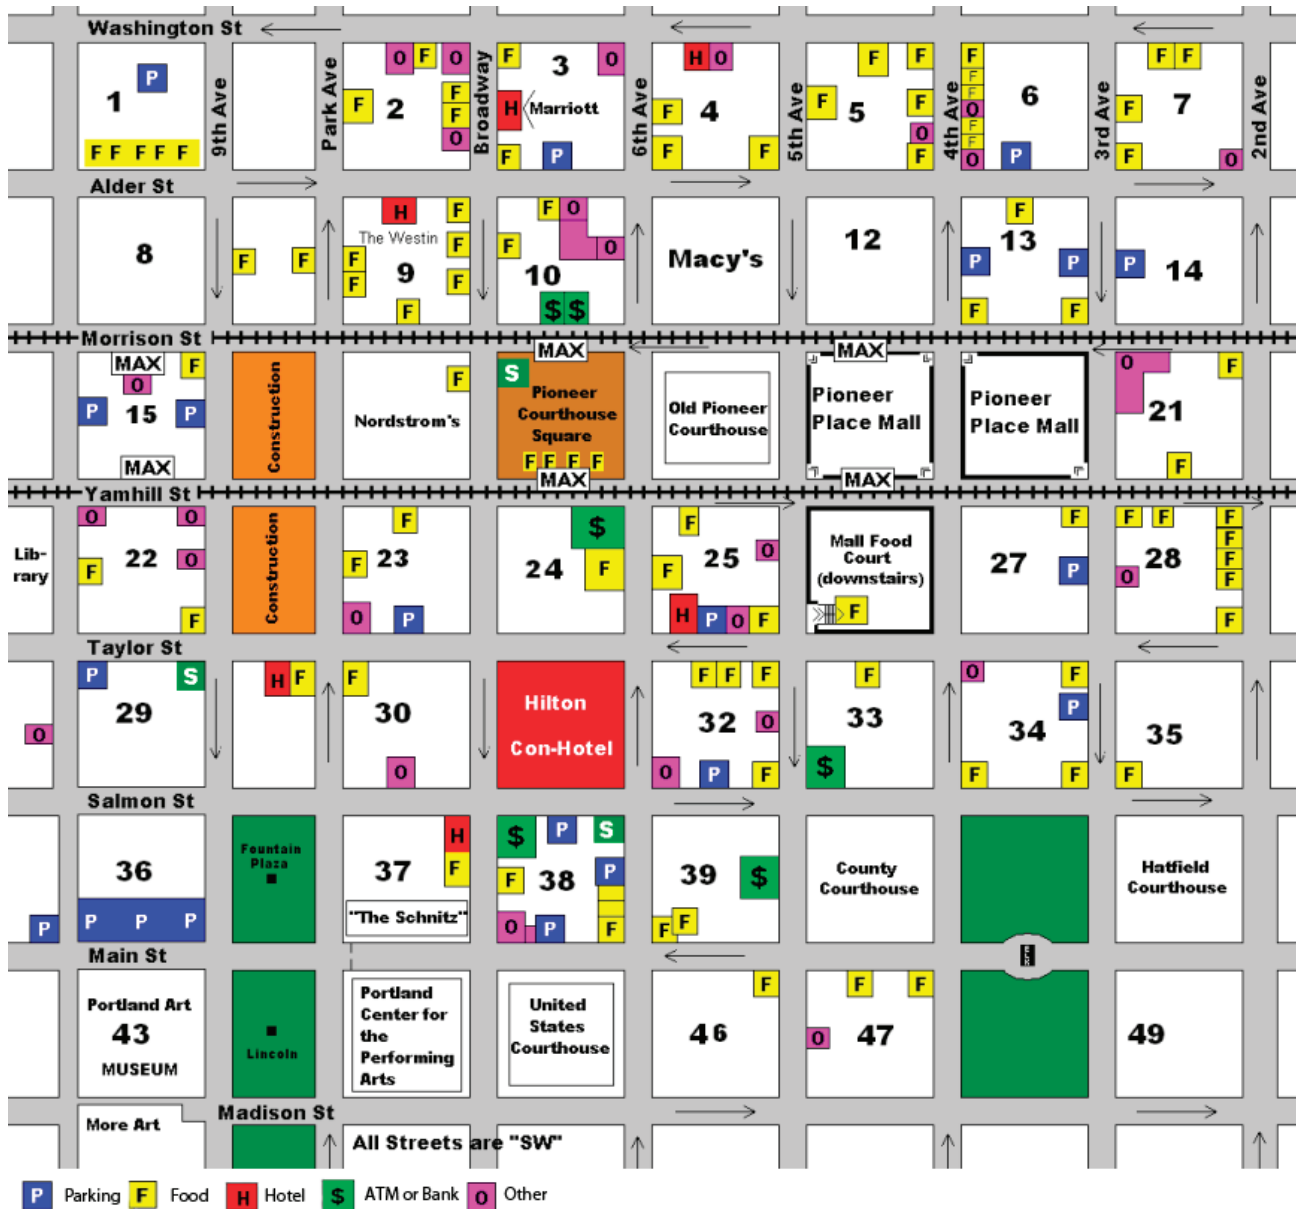 Washington St
9th Ave
Park Ave
Broadway
6th Ave
5th Ave
4th Ave
3rd Ave
2nd Ave
P
1
F F F F F
O F O
F 2 F
F
O
F 3 O
H Marriott
F P
H O
F 4
F F
F F
F 5 F
O
F
F
F
F 6
O
F
F
O P
F F
F 7
F O
Alder St
8
F F
H F
The Westin
F F
F 9 F
F
F O
F O
10
$ $
Macy's
12
F
P 13 P
F F
P 14
Morrison St
MAX
MAX
MAX
O F
P 15 P
MAX
Construction
F
Nordstrom's
S
Pioneer
Courthouse
Square
F F F F
MAX
Old Pioneer
Courthouse
Pioneer
Place Mall
MAX
Pioneer
Place Mall
O F
21
F
Yamhill St
Lib-
rary
O O
F 22 O
F
Construction
F
F 23
O P
$
24 F
F
25 O
F
H P O F
Mall Food
Court
(downstairs)
F
F
27 P
F F F
F
O 28 F
F
F
Taylor St
O
P S
29
H F
F
30
O
Hilton
Con-Hotel
F F F
32 O
O P F
F
33
$
O F
P
34
F F
35
F
Salmon St
P
36
P P P
Fountain
Plaza
H
37 F
"The Schnitz"
$ P S
F 38 P
O P F
39 $
F F
County
Courthouse
Hatfield
Courthouse
Main St
ELK
Portland Art
43
MUSEUM
Lincoln
Portland
Center for
the
Performing
Arts
United
States
Courthouse
F
46
F F
O 47
49
Madison St
More Art
All Streets are "SW"
P Parking F Food H Hotel $ ATM or Bank O Other